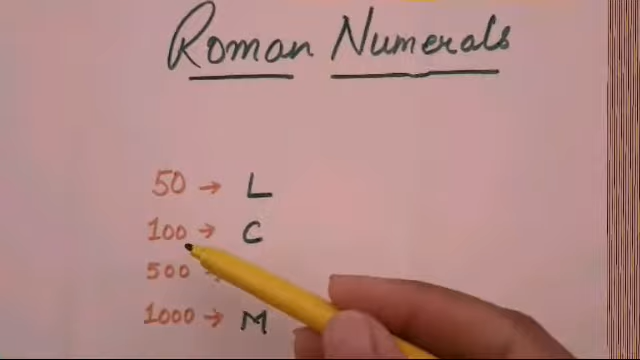 Roman Numerals
50 → L
100 → C
500 →
1000 → M